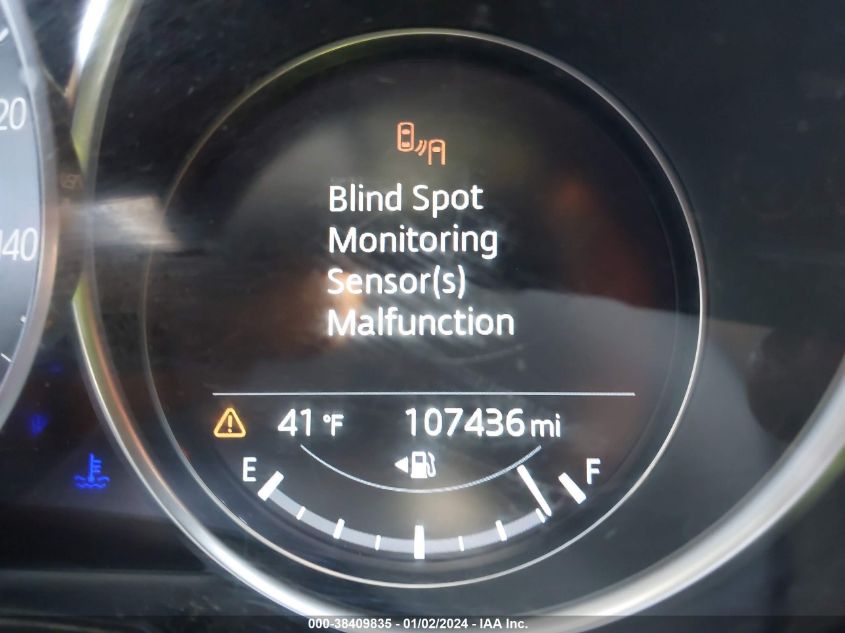 20
140
Blind Spot
Monitoring
Sensor(s)
Malfunction
41 °F 107436 mi
E F
000-38409835 - 01/02/2024 - IAA Inc.